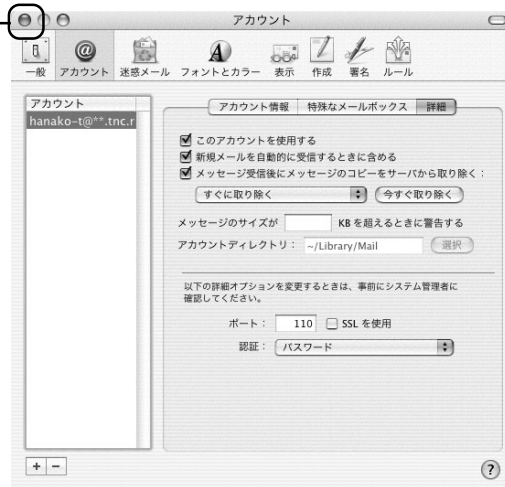 アカウント
一般 アカウント 迷惑メール フォントとカラー 表示 作成 署名 ルール
アカウント
hanako-t@**.tnc.r
アカウント情報 特殊なメールボックス 詳細
このアカウントを使用する
新規メールを自動的に受信するときに含める
メッセージ受信後にメッセージのコピーをサーバから取り除く：
すぐに取り除く 今すぐ取り除く
メッセージのサイズが KB を超えるときに警告する
アカウントディレクトリ： ~/Library/Mail 選択
以下の詳細オプションを変更するときは、事前にシステム管理者に
確認してください。
ポート： 110 SSL を使用
認証： パスワード
+ − ?